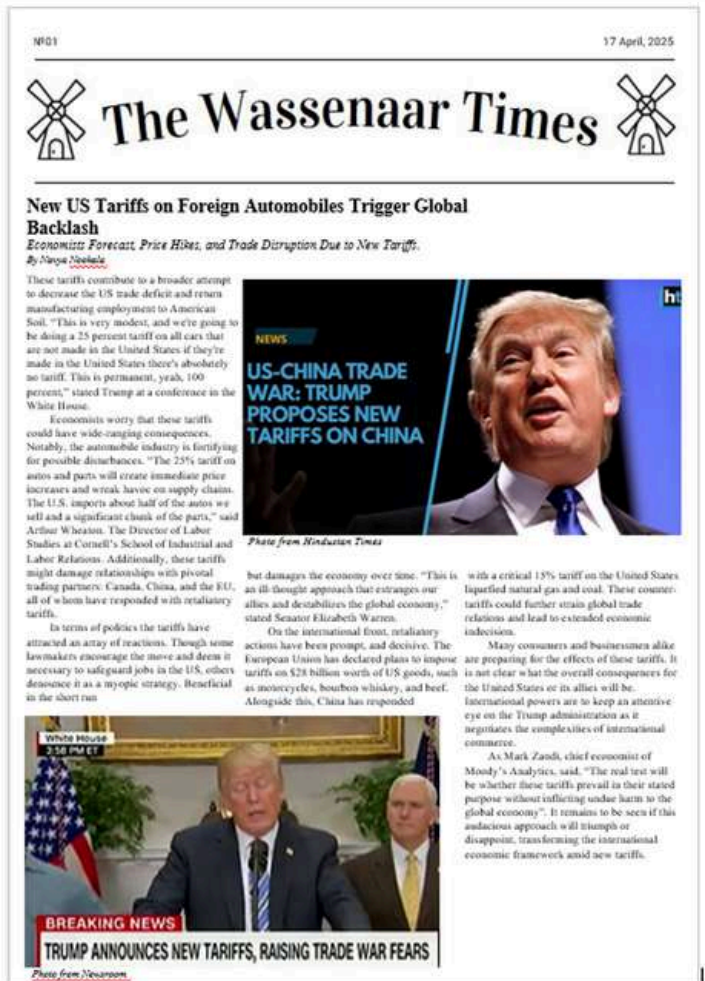 №01
17 April, 2025
The Wassenaar Times
New US Tariffs on Foreign Automobiles Trigger Global
Backlash
Economists Forecast, Price Hikes, and Trade Disruption Due to New Tariffs.
By Navya
These tariffs contribute to a broader attempt
to decrease the US trade deficit and return
manufacturing employment to American
Soil. “This is very modest, and we're going to
be doing a 25 percent tariff on all cars that
are not made in the United States if they're
made in the United States there's absolutely
no tariff. This is permanent, yeah, 100
percent,” stated Trump at a conference in the
White House.
Economists worry that these tariffs
could have wide-ranging consequences.
Notably, the automobile industry is fortifying
for possible disturbances. “The 25% tariff on
autos and parts will create immediate price
increases and wreak havoc on supply chains.
The U.S. imports about half of the autos we
sell and a significant chunk of the parts,” said
Arthur Wheaton. The Director of Labor
Studies at Cornell's School of Industrial and
Labor Relations. Additionally, these tariffs
might damage relationships with pivotal
trading partners: Canada, China, and the EU,
all of whom have responded with retaliatory
tariffs.
In terms of politics the tariffs have
attracted an array of reactions. Though some
lawmakers encourage the move and deem it
necessary to safeguard jobs in the US, others
denounce it as a myopic strategy. Beneficial
in the short run
ht
NEWS
US-CHINA TRADE
WAR: TRUMP
PROPOSES NEW
TARIFFS ON CHINA
Photo from Hindustan Times
but damages the economy over time. “This is
an ill-thought approach that estranges our
allies and destabilizes the global economy,”
stated Senator Elizabeth Warren.
On the international front, retaliatory
actions have been prompt, and decisive. The
European Union has declared plans to impose
tariffs on $28 billion worth of US goods, such
as motorcycles, bourbon whiskey, and beef.
Alongside this, China has responded
with a critical 15% tariff on the United States
liquefied natural gas and coal. These counter-
tariffs could further strain global trade
relations and lead to extended economic
indecision.
Many consumers and businessmen alike
are preparing for the effects of these tariffs. It
is not clear what the overall consequences for
the United States or its allies will be.
International powers are to keep an attentive
eye on the Trump administration as it
negotiates the complexities of international
commerce.
As Mark Zandi, chief economist of
Moody's Analytics, said, “The real test will
be whether these tariffs prevail in their stated
purpose without inflicting undue harm to the
global economy”. It remains to be seen if this
audacious approach will triumph or
disappoint, transforming the international
economic framework amid new tariffs.
White House
3:58 PM ET
BREAKING NEWS
TRUMP ANNOUNCES NEW TARIFFS, RAISING TRADE WAR FEARS
Photo from Newsroom